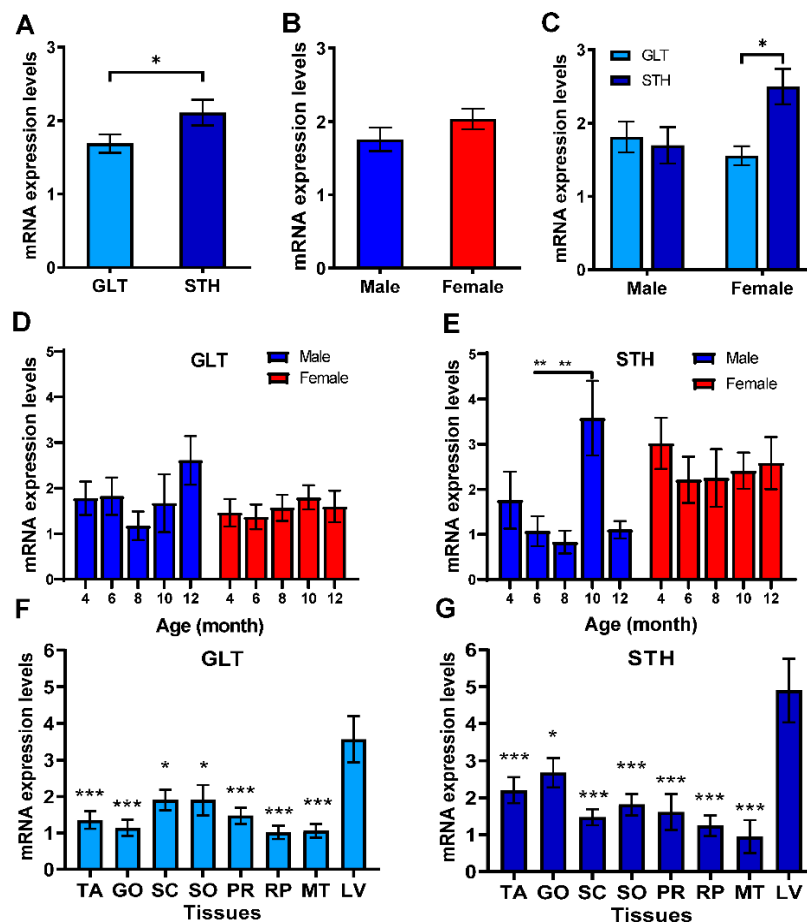 A
mRNA expression levels
3
2
1
0
*
GLT STH
B
mRNA expression levels
3
2
1
0
Male Female
C
mRNA expression levels
3
2
1
0
GLT
STH
*
Male Female
D
mRNA expression levels
5
4
3
2
1
0
GLT
Male
Female
4 6 8 10 12 4 6 8 10 12
Age (month)
E
mRNA expression levels
5
4
3
2
1
0
** **
STH
Male
Female
4 6 8 10 12 4 6 8 10 12
Age (month)
F
mRNA expression levels
6
5
4
3
2
1
0
GLT
*** *** * * *** *** ***
TA GO SC SO PR RP MT LV
Tissues
G
mRNA expression levels
6
5
4
3
2
1
0
STH
*** * *** *** *** *** ***
TA GO SC SO PR RP MT LV
Tissues